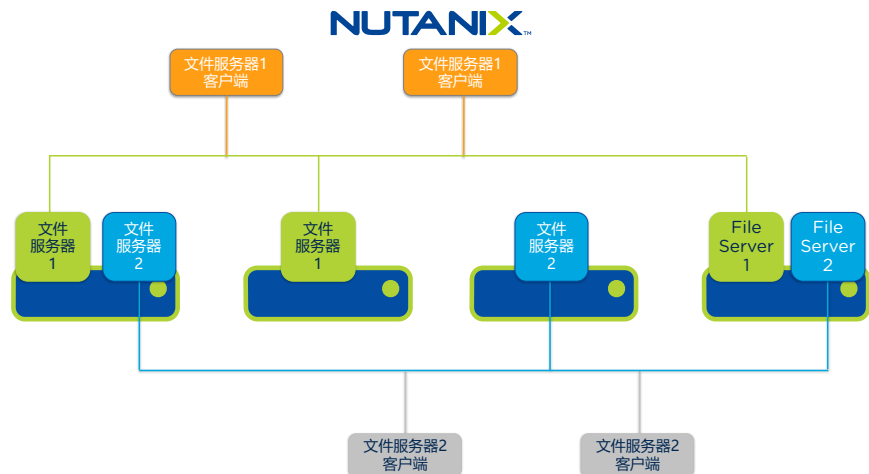 NUTANIX™
文件服务器1
客户端
文件服务器1
客户端
文件
服务器
1
文件
服务器
2
文件
服务器
1
文件
服务器
2
File
Server
1
File
Server
2
文件服务器2
客户端
文件服务器2
客户端